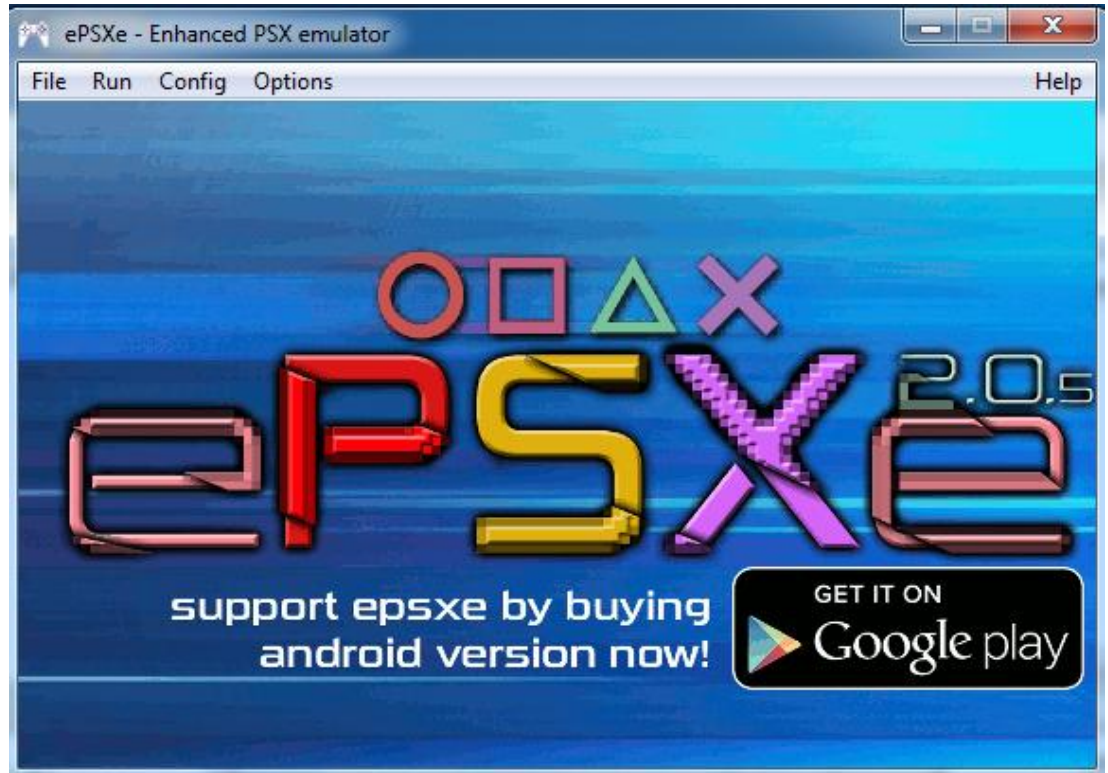 ePSXe - Enhanced PSX emulator
File Run Config Options Help
ePSXe 2.0.5
support epsxe by buying
android version now!
GET IT ON
Google play